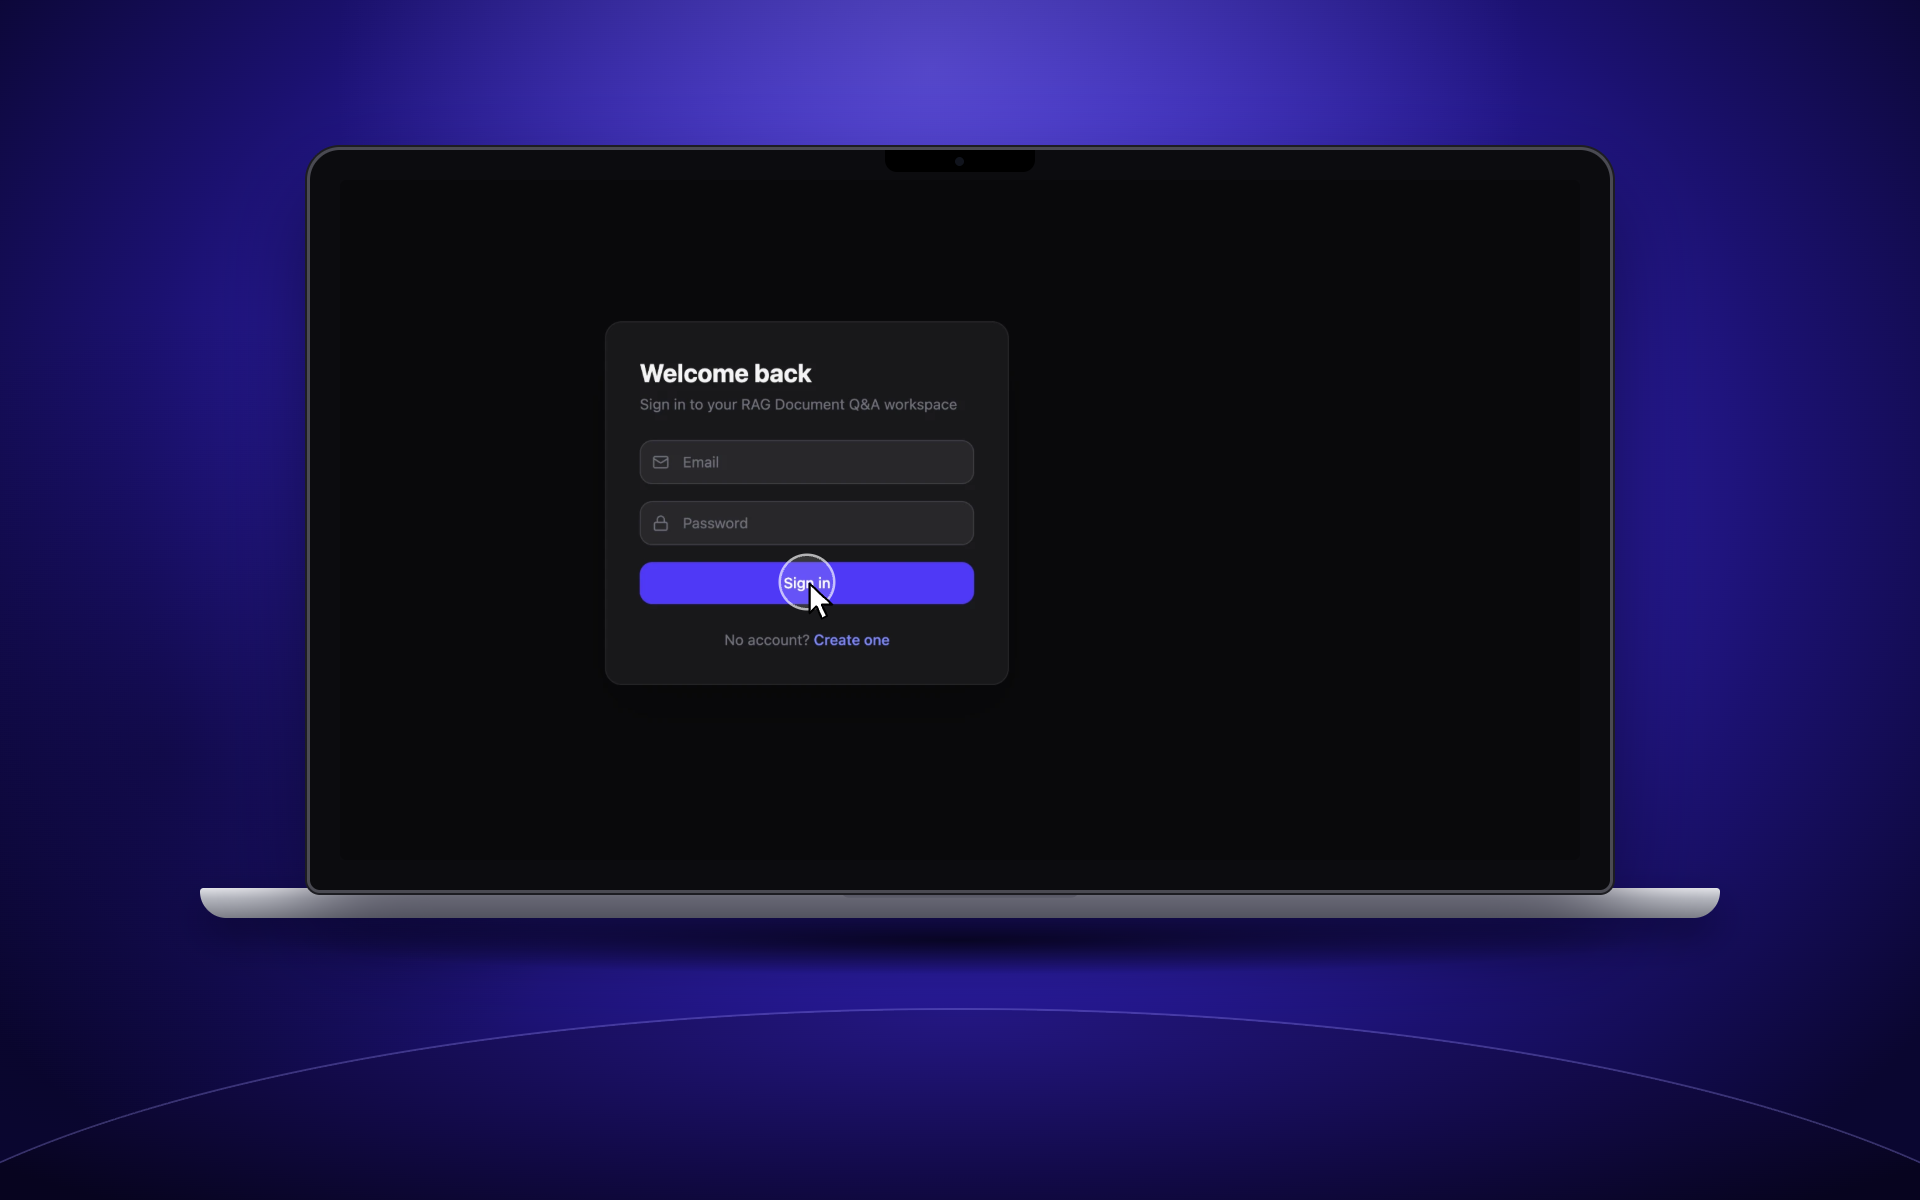 Welcome back
Sign in to your RAG Document Q&A workspace
Email
Password
Sign in
No account? Create one